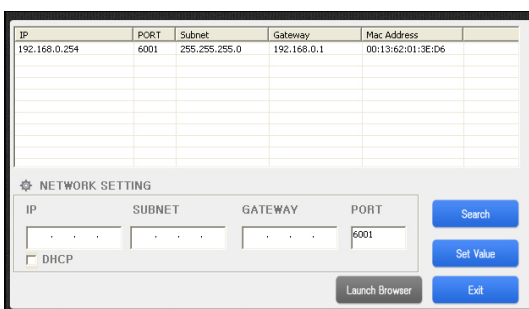 IP PORT Subnet Gateway Mac Address
192.168.0.254 6001 255.255.255.0 192.168.0.1 00:13:62:01:3E:D6
NETWORK SETTING
IP SUBNET GATEWAY PORT
. . . . . . . . . 6001
DHCP
Search
Set Value
Launch Browser Exit